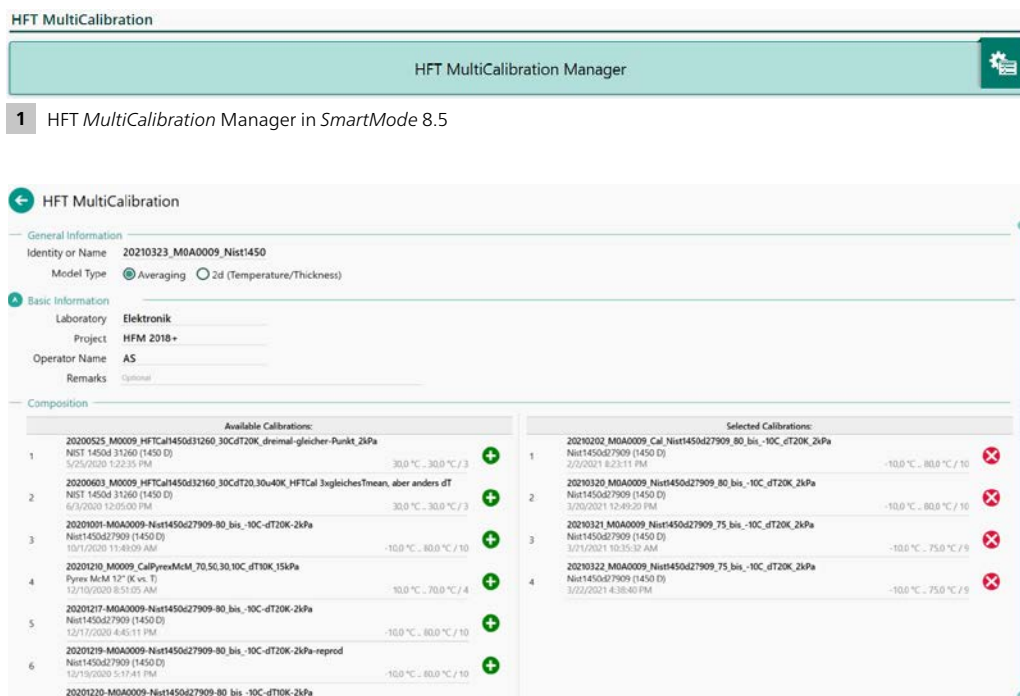 HFT MultiCalibration
HFT MultiCalibration Manager
1 HFT MultiCalibration Manager in SmartMode 8.5
HFT MultiCalibration
General Information
Identity or Name 20210323_M0A0009_Nist1450
Model Type Averaging 2d (Temperature/Thickness)
Basic Information
Laboratory Elektronik
Project HFM 2018+
Operator Name AS
Remarks Optional
Composition
Available Calibrations:
20200525_M0009_HFTCal1450d31260_30CdT20K_dreimal-gleicher-Punkt_2kPa
1 NIST 1450d 31260 (1450 D)
5/25/2020 1:22:35 PM 30,0 °C .. 30,0 °C / 3
20200603_M0009_HFTCal1450d32160_30CdT20,30u40K_HFTCal 3xgleichesTmean, aber anders dT
2 NIST 1450d 31260 (1450 D)
6/3/2020 12:05:00 PM 30,0 °C .. 30,0 °C / 3
20201001-M0A0009-Nist1450d27909-80_bis_-10C-dT20K-2kPa
3 Nist1450d27909 (1450 D)
10/1/2020 11:49:09 AM -10,0 °C .. 80,0 °C / 10
20201210_M0009_CalPyrexMcM_70,50,30,10C_dT10K_15kPa
4 Pyrex McM 12" (K vs. T)
12/10/2020 8:51:05 AM 10,0 °C .. 70,0 °C / 4
20201217-M0A0009-Nist1450d27909-80_bis_-10C-dT20K-2kPa
5 Nist1450d27909 (1450 D)
12/17/2020 4:45:11 PM -10,0 °C .. 80,0 °C / 10
20201219-M0A0009-Nist1450d27909-80_bis_-10C-dT20K-2kPa-reprod
6 Nist1450d27909 (1450 D)
12/19/2020 5:17:41 PM -10,0 °C .. 80,0 °C / 10
20201220-M0A0009-Nist1450d27909-80_bis_-10C-dT10K-2kPa
Selected Calibrations:
20210202_M0A0009_Cal_Nist1450d27909_80_bis_-10C_dT20K_2kPa
1 Nist1450d27909 (1450 D)
2/2/2021 8:23:11 PM -10,0 °C .. 80,0 °C / 10
20210320_M0A0009_Nist1450d27909_80_bis_-10C_dT20K_2kPa
2 Nist1450d27909 (1450 D)
3/20/2021 12:49:20 PM -10,0 °C .. 80,0 °C / 10
20210321_M0A0009_Nist1450d27909_75_bis_-10C_dT20K_2kPa
3 Nist1450d27909 (1450 D)
3/21/2021 10:35:32 AM -10,0 °C .. 75,0 °C / 9
20210322_M0A0009_Nist1450d27909_75_bis_-10C_dT20K_2kPa
4 Nist1450d27909 (1450 D)
3/22/2021 4:38:40 PM -10,0 °C .. 75,0 °C / 9